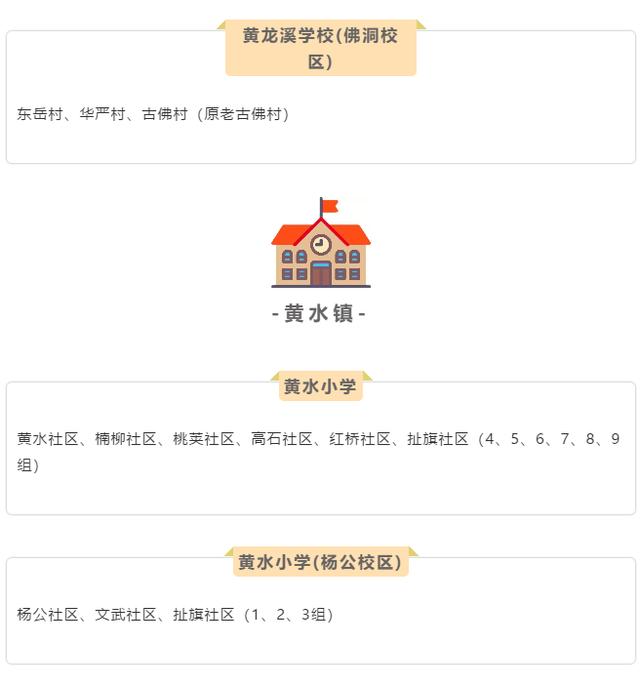 黄龙溪学校(佛洞校
区)
东岳村、华严村、古佛村（原老古佛村）
-黄水镇-
黄水小学
黄水社区、楠柳社区、桃荚社区、高石社区、红桥社区、扯旗社区（4、5、6、7、8、9
组）
黄水小学(杨公校区)
杨公社区、文武社区、扯旗社区（1、2、3组）